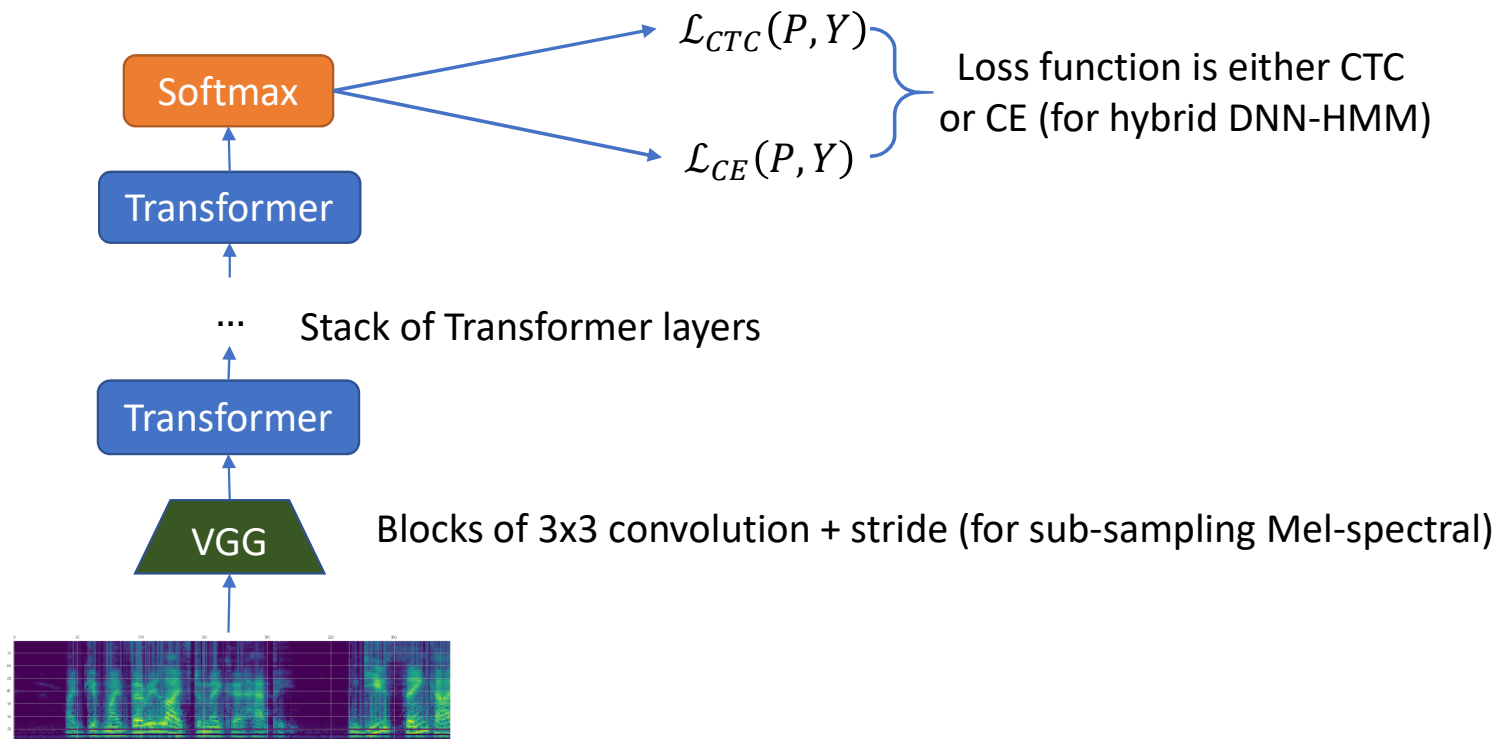 ℒ_CTC(P, Y)
Loss function is either CTC
or CE (for hybrid DNN-HMM)
Softmax
ℒ_CE(P, Y)
Transformer
... Stack of Transformer layers
Transformer
VGG
Blocks of 3x3 convolution + stride (for sub-sampling Mel-spectral)